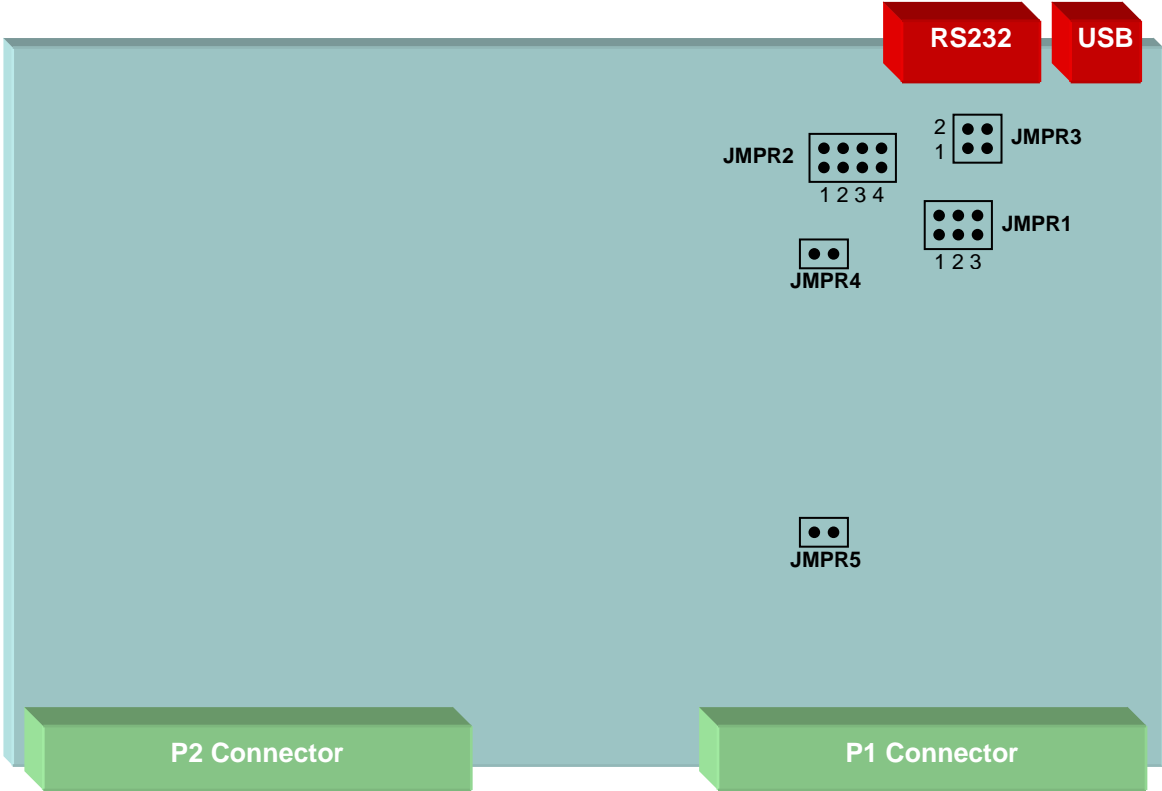 RS232
USB
2
1
JMPR3
JMPR2
1 2 3 4
JMPR1
1 2 3
JMPR4
JMPR5
P2 Connector
P1 Connector